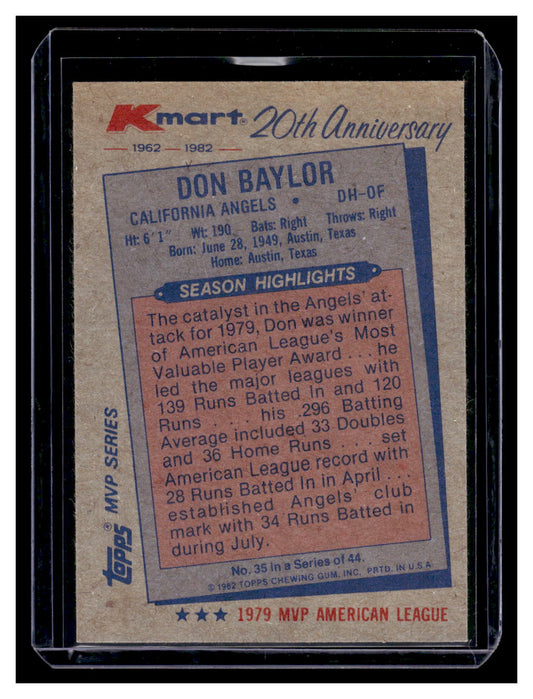 Kmart® 20th Anniversary
1962 — 1982
DON BAYLOR
CALIFORNIA ANGELS • DH-OF
Ht: 6'1" Wt: 190 Bats: Right Throws: Right
Born: June 28, 1949, Austin, Texas
Home: Austin, Texas
SEASON HIGHLIGHTS
The catalyst in the Angels' at-
tack for 1979, Don was winner
of American League's Most
Valuable Player Award . . . he
led the major leagues with
139 Runs Batted In and 120
Runs . . . his .296 Batting
Average included 33 Doubles
and 36 Home Runs . . . set
American League record with
28 Runs Batted In in April . . .
established Angels' club
mark with 34 Runs Batted in
during July.
No. 35 In a Series of 44.
©1982 TOPPS CHEWING GUM, INC. PRTD. IN U.S.A.
★★★ 1979 MVP AMERICAN LEAGUE
topps® MVP SERIES